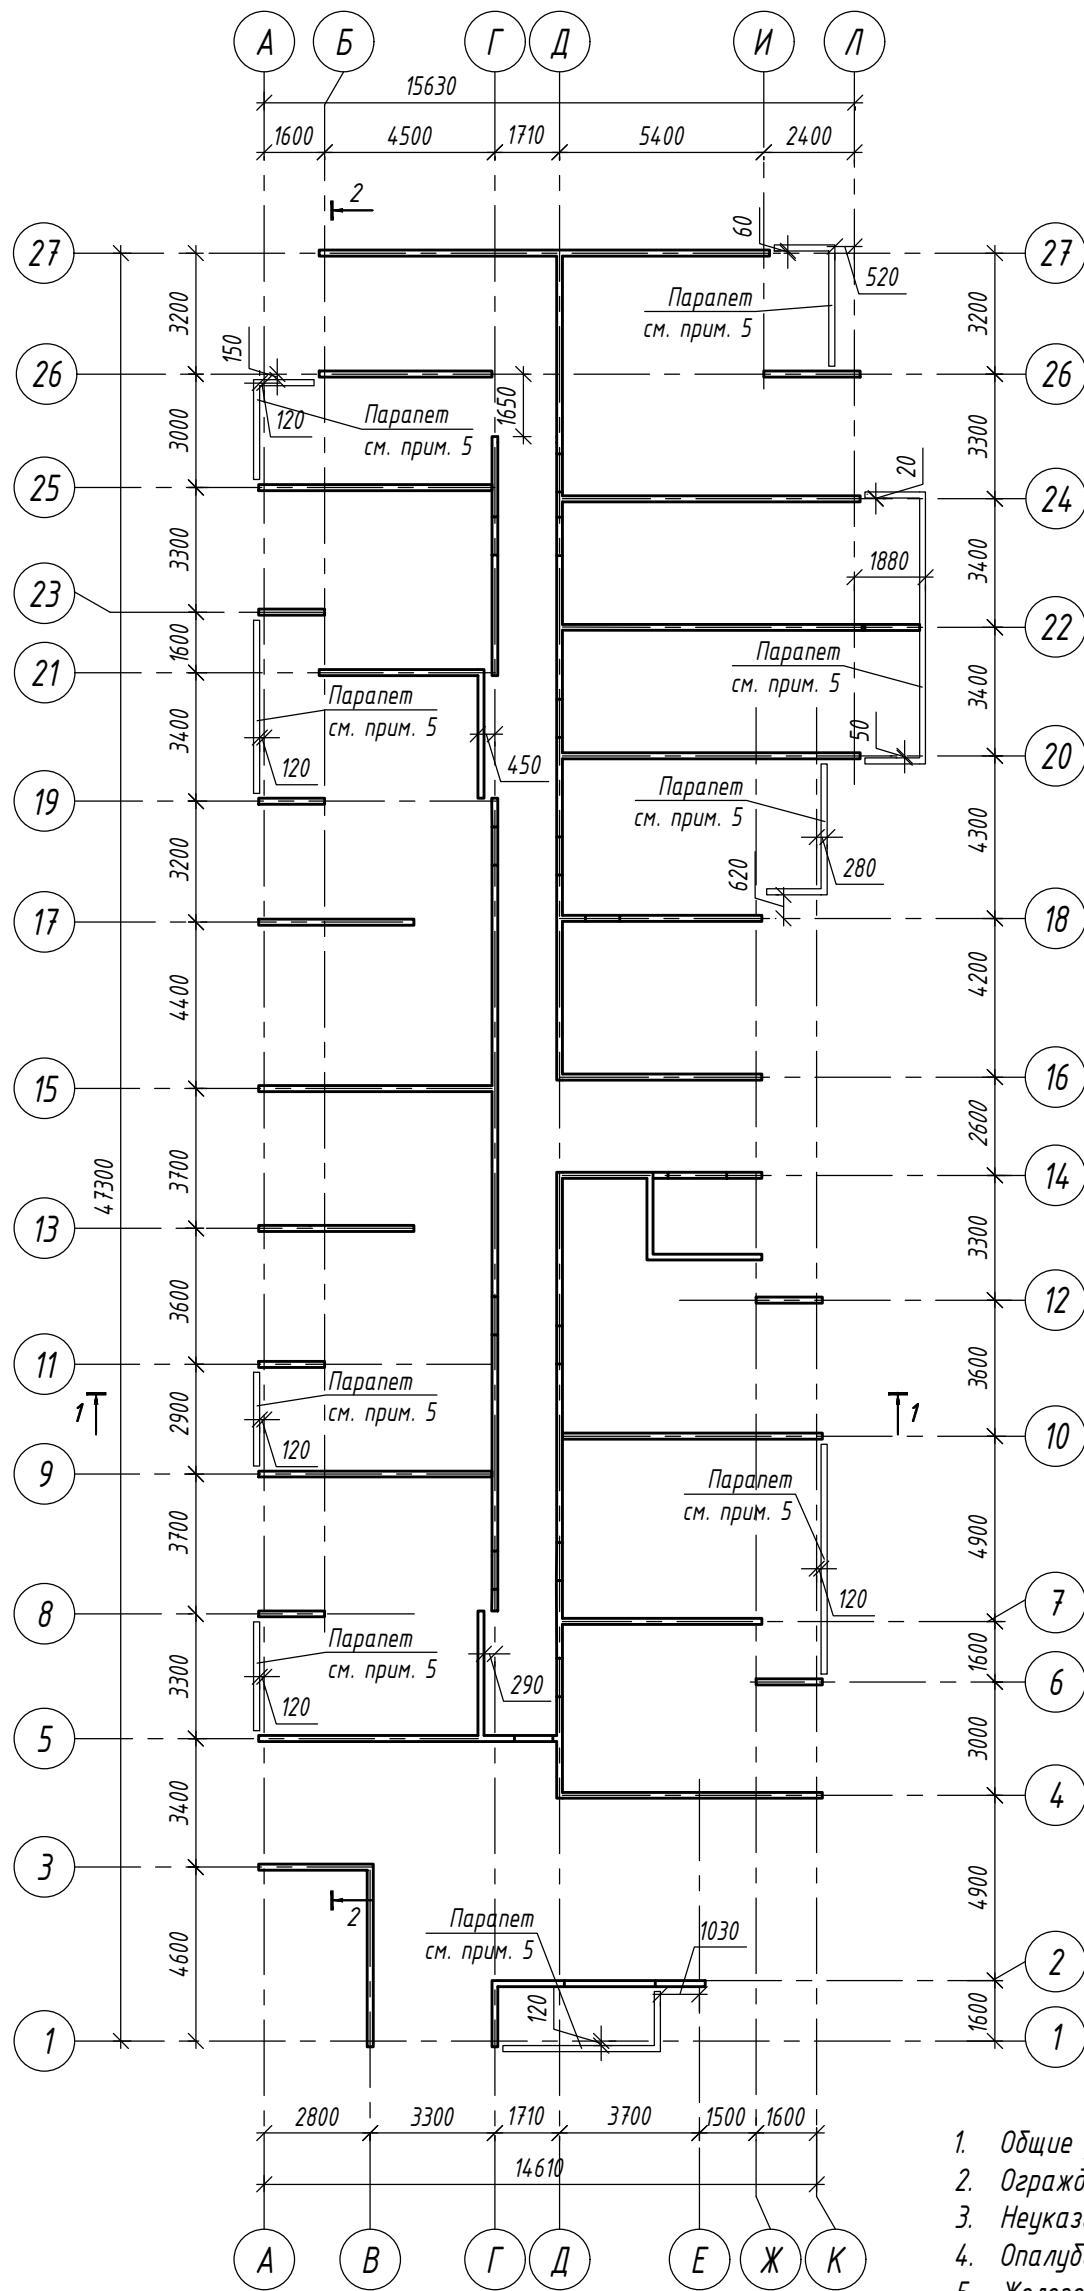 А Б Г Д И Л
15630
1600 4500 1710 5400 2400
2
27 60 27
520
3200 Парапет 3200
см. прим. 5
26 150 26
120 Парапет 1650
3000 см. прим. 5 3300
20
25 24
3300 1880 3400
23 22
1600 Парапет
см. прим. 5
21 3400
Парапет
см. прим. 5
3400 450 50
120 20
19 Парапет
см. прим. 5
3200 620 280 4300
17 18
4400 4200
15 16
2600
47300 3700 14
13 3300
3600 12
11 3600
1 Парапет 1
см. прим. 5
2900 120 10
9 Парапет
см. прим. 5
3700 4900
120
8 7
Парапет 1600
см. прим. 5
3300 290 6
120
5 3000
3400 4
3
2 4900
Парапет 1030
см. прим. 5
4600 2
120 1600
1 1
2800 3300 1710 3700 1500 1600
14610
А В Г Д Е Ж К
1. Общие
2. Огражд
3. Неуказ
4. Опалуб